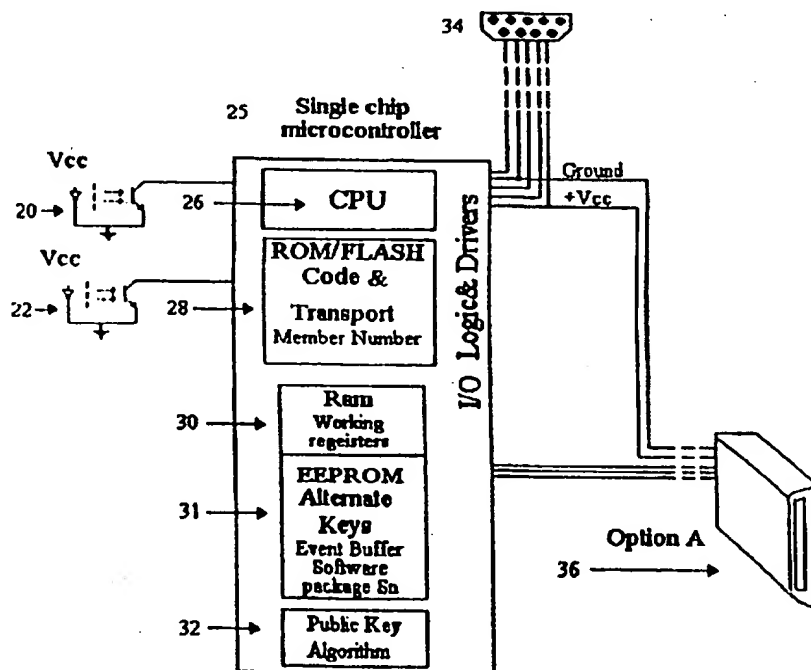 34
25 Single chip
microcontroller
Vcc
20
26 CPU
Ground
+Vcc
ROM/FLASH
Code &
Transport
Member Number
Vcc
22
28
I/O Logic& Drivers
30
Ram
Working
regeisters
31
EEPROM
Alternate
Keys
Event Buffer
Software
package Sn
Option A
36
32
Public Key
Algorithm